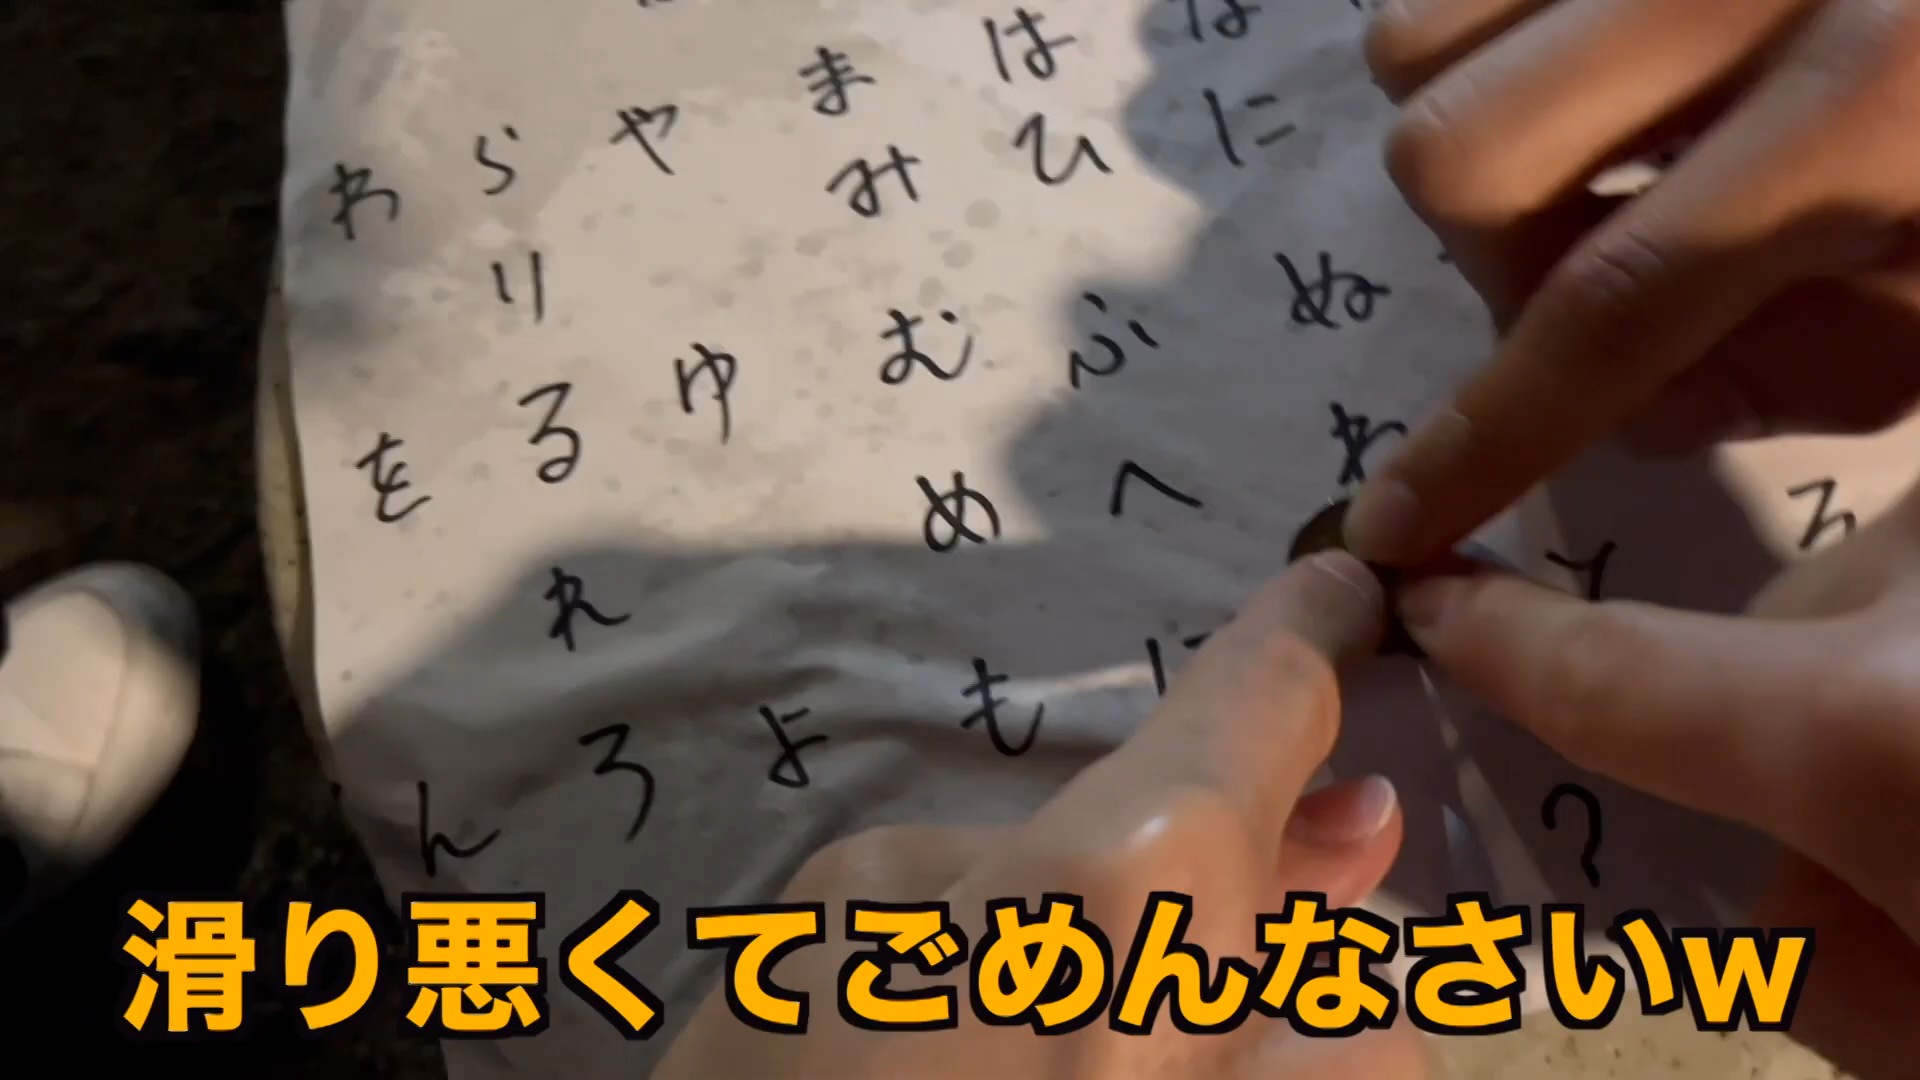 な
は
ま
や
ら
わ
に
ひ
み
り
ぬ
ふ
む
ゆ
る
を
へ
め
れ
も
よ
ろ
ん
?
滑り悪くてごめんなさいw